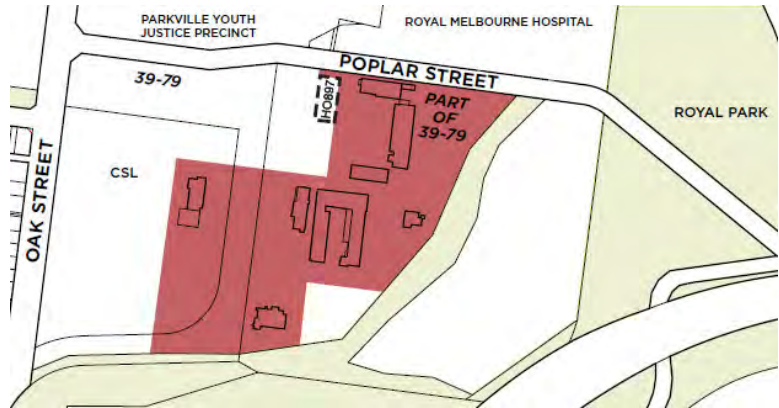 PARKVILLE YOUTH
JUSTICE PRECINCT
ROYAL MELBOURNE HOSPITAL
POPLAR STREET
39-79
HO897
PART
OF
39-79
ROYAL PARK
CSL
OAK STREET